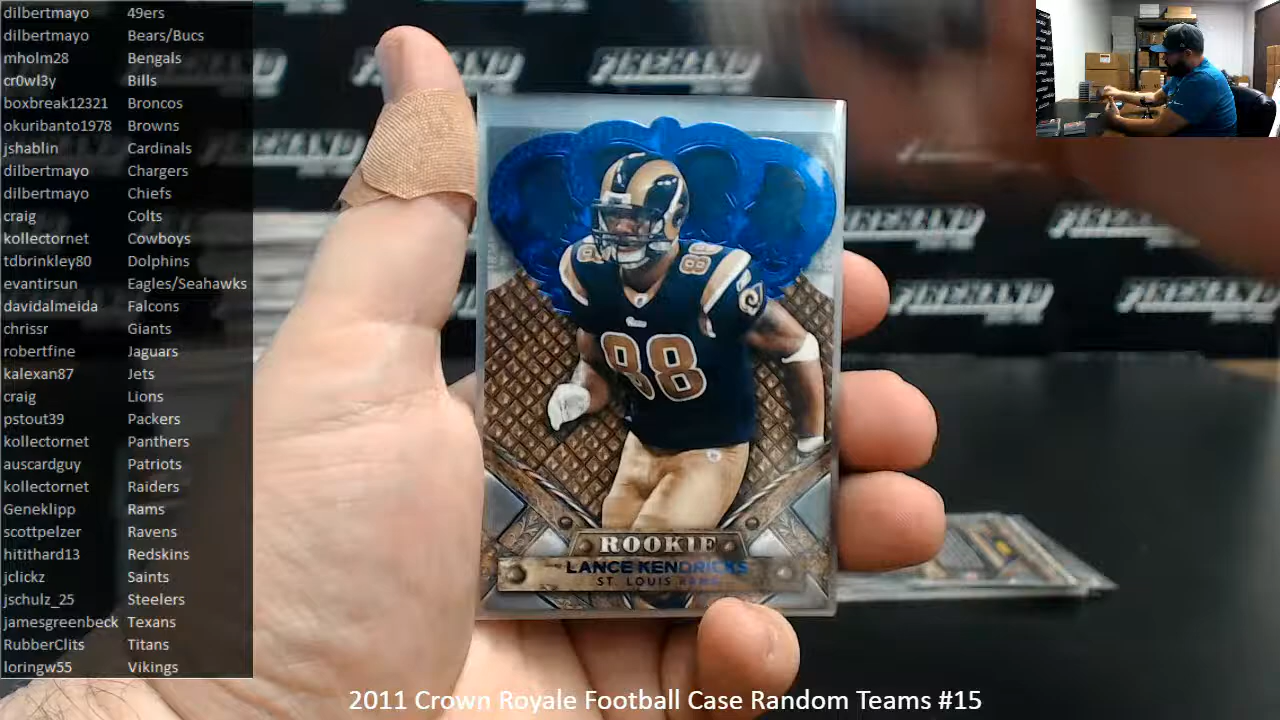 dilbertmayo 49ers
dilbertmayo Bears/Bucs
mholm28 Bengals
cr0wl3y Bills
boxbreak12321 Broncos
okuribanto1978 Browns
jshablin Cardinals
dilbertmayo Chargers
dilbertmayo Chiefs
craig Colts
kollectornet Cowboys
tdbrinkley80 Dolphins
evantirsun Eagles/Seahawks
davidalmeida Falcons
chrissr Giants
robertfine Jaguars
kalexan87 Jets
craig Lions
pstout39 Packers
kollectornet Panthers
auscardguy Patriots
kollectornet Raiders
Geneklipp Rams
scottpelzer Ravens
hitithard13 Redskins
jclickz Saints
jschulz_25 Steelers
jamesgreenbeck Texans
RubberClits Titans
loringw55 Vikings
88
88
88
ROOKIE
LANCE KENDRICKS
ST. LOUIS RAMS
2011 Crown Royale Football Case Random Teams #15